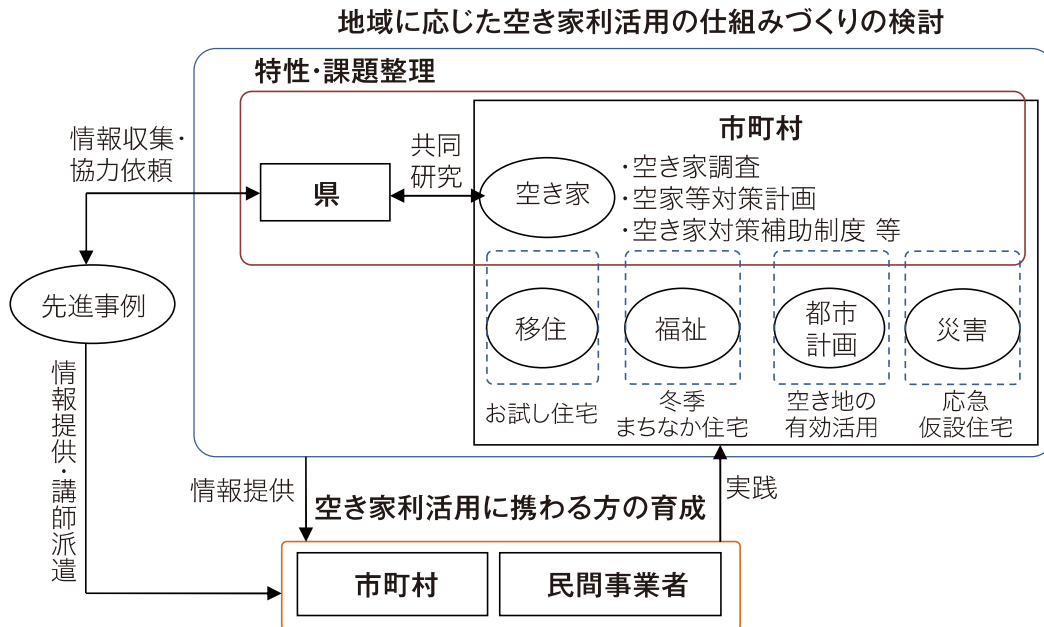 地域に応じた空き家利活用の仕組みづくりの検討
特性・課題整理
市町村
情報収集・
協力依頼
県
共同
研究
空き家
・空き家調査
・空家等対策計画
・空き家対策補助制度 等
先進事例
移住
福祉
都市
計画
災害
お試し住宅
冬季
まちなか住宅
空き地の
有効活用
応急
仮設住宅
情報提供・講師派遣
情報提供
実践
空き家利活用に携わる方の育成
市町村
民間事業者